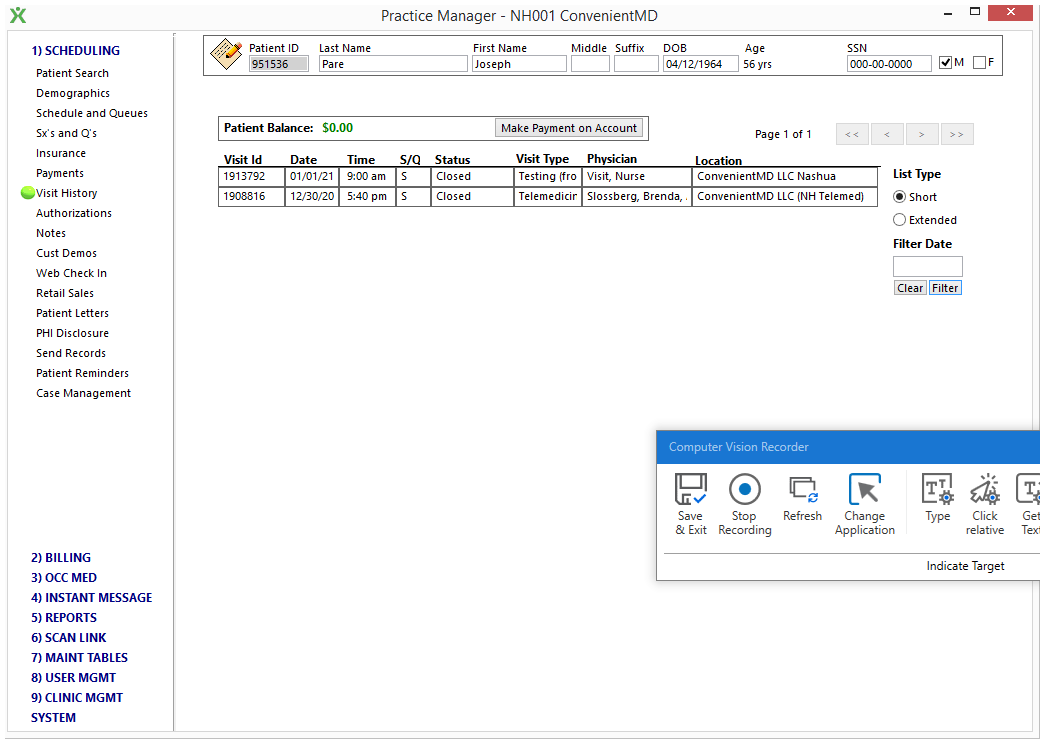 Practice Manager - NH001 ConvenientMD
1) SCHEDULING
Patient Search
Demographics
Schedule and Queues
Sx's and Q's
Insurance
Payments
Visit History
Authorizations
Notes
Cust Demos
Web Check In
Retail Sales
Patient Letters
PHI Disclosure
Send Records
Patient Reminders
Case Management
2) BILLING
3) OCC MED
4) INSTANT MESSAGE
5) REPORTS
6) SCAN LINK
7) MAINT TABLES
8) USER MGMT
9) CLINIC MGMT
SYSTEM
Patient ID Last Name First Name Middle Suffix DOB Age SSN
951536 Pare Joseph 04/12/1964 56 yrs 000-00-0000 M F
Patient Balance: $0.00 Make Payment on Account
Page 1 of 1 << < > >>
Visit Id Date Time S/Q Status Visit Type Physician Location
1913792 01/01/21 9:00 am S Closed Testing (fro Visit, Nurse ConvenientMD LLC Nashua
1908816 12/30/20 5:40 pm S Closed Telemedicin Slossberg, Brenda, . ConvenientMD LLC (NH Telemed)
List Type
Short
Extended
Filter Date
Clear Filter
Computer Vision Recorder
Save & Exit
Stop Recording
Refresh
Change Application
Type
Click relative
Get Text
Indicate Target